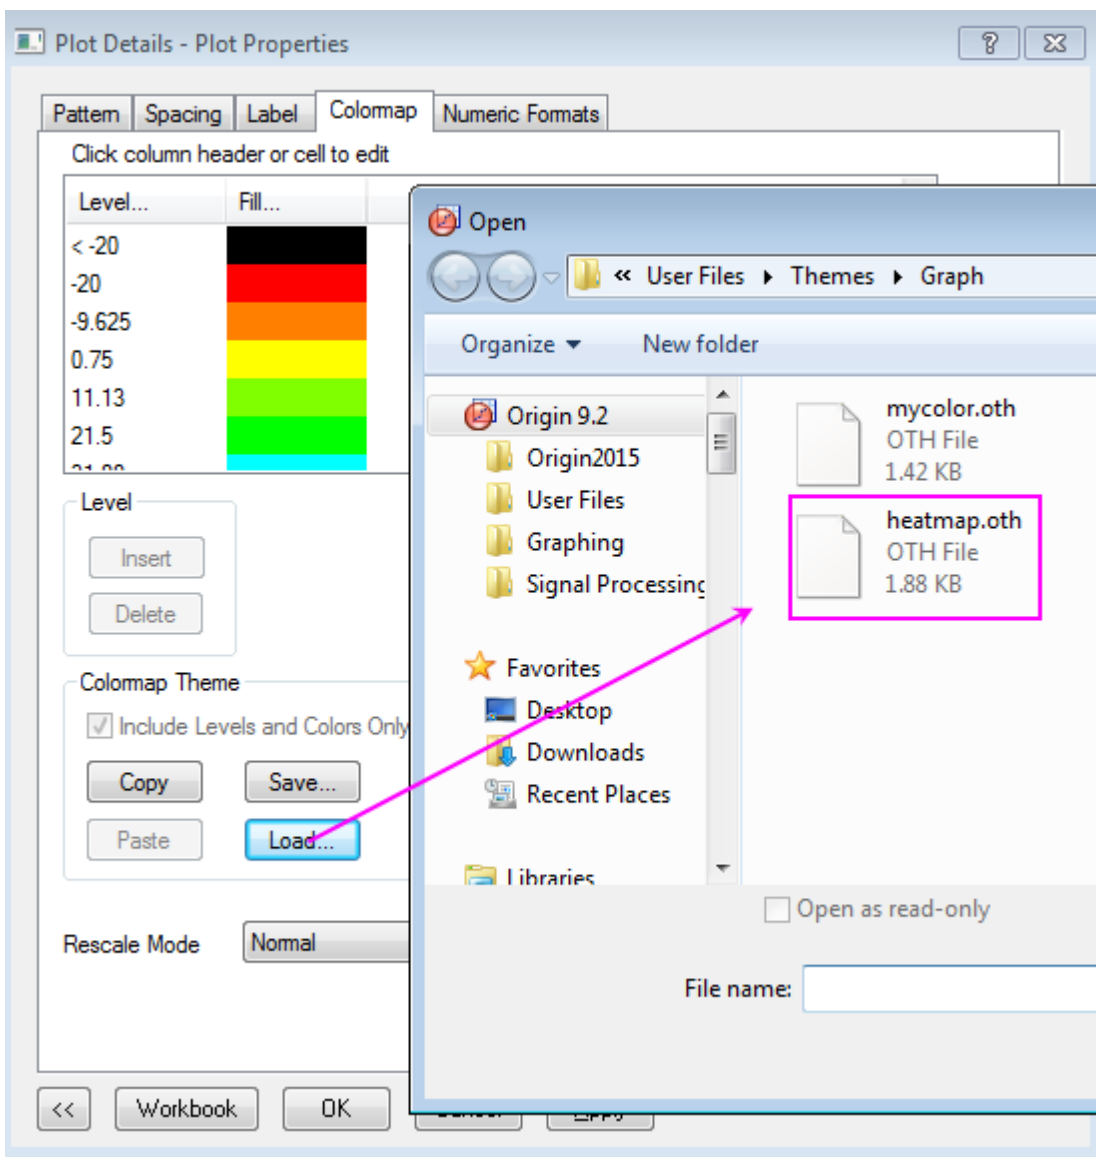 Plot Details - Plot Properties
Pattern Spacing Label Colormap Numeric Formats
Click column header or cell to edit
Level... Fill...
< -20
-20
-9.625
0.75
11.13
21.5
Level
Insert
Delete
Colormap Theme
Include Levels and Colors Only
Copy Save...
Paste Load...
Rescale Mode Normal
<< Workbook OK
Open
« User Files Themes Graph
Organize New folder
Origin 9.2
Origin2015
User Files
Graphing
Signal Processing
Favorites
Desktop
Downloads
Recent Places
Libraries
mycolor.oth
OTH File
1.42 KB
heatmap.oth
OTH File
1.88 KB
Open as read-only
File name: